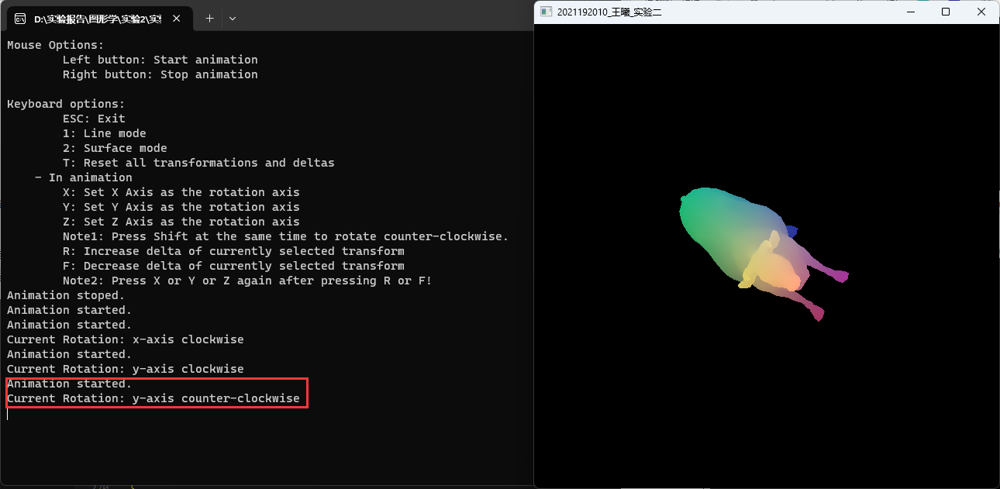 D:\实验报告\图形学\实验2\实
Mouse Options:
Left button: Start animation
Right button: Stop animation
Keyboard options:
ESC: Exit
1: Line mode
2: Surface mode
T: Reset all transformations and deltas
- In animation
X: Set X Axis as the rotation axis
Y: Set Y Axis as the rotation axis
Z: Set Z Axis as the rotation axis
Note1: Press Shift at the same time to rotate counter-clockwise.
R: Increase delta of currently selected transform
F: Decrease delta of currently selected transform
Note2: Press X or Y or Z again after pressing R or F!
Animation stoped.
Animation started.
Animation started.
Current Rotation: x-axis clockwise
Animation started.
Current Rotation: y-axis clockwise
Animation started.
Current Rotation: y-axis counter-clockwise
2021192010_王曦_实验二